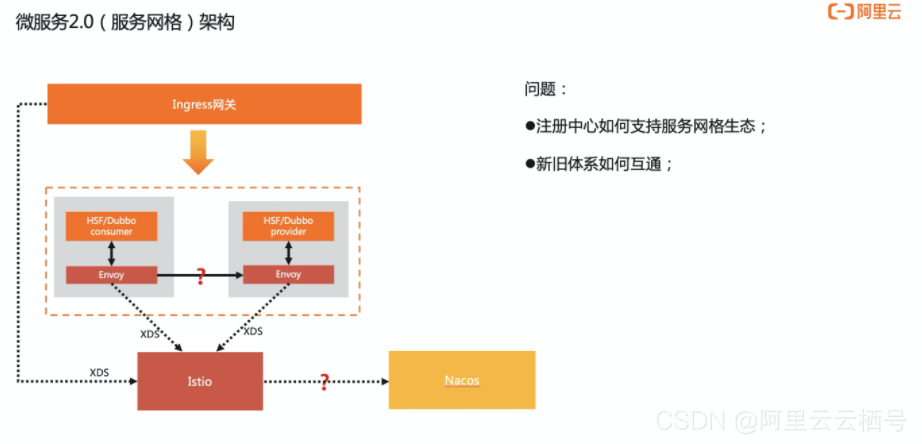 微服务2.0（服务网格）架构
阿里云
Ingress网关
问题：
●注册中心如何支持服务网格生态；
●新旧体系如何互通；
HSF/Dubbo
consumer
HSF/Dubbo
provider
Envoy
?
Envoy
XDS
XDS
XDS
Istio
?
Nacos
CSDN @阿里云云栖号